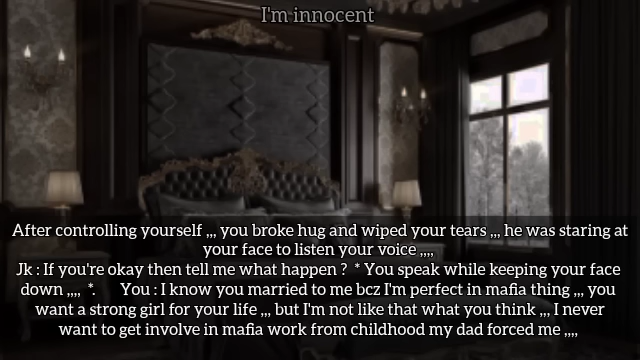 I'm innocent
After controlling yourself ,,, you broke hug and wiped your tears ,,, he was staring at
your face to listen your voice ,,,,
Jk : If you're okay then tell me what happen ?  * You speak while keeping your face
down ,,,,  *.      You : I know you married to me bcz I'm perfect in mafia thing ,,, you
want a strong girl for your life ,,, but I'm not like that what you think ,,, I never
want to get involve in mafia work from childhood my dad forced me ,,,,